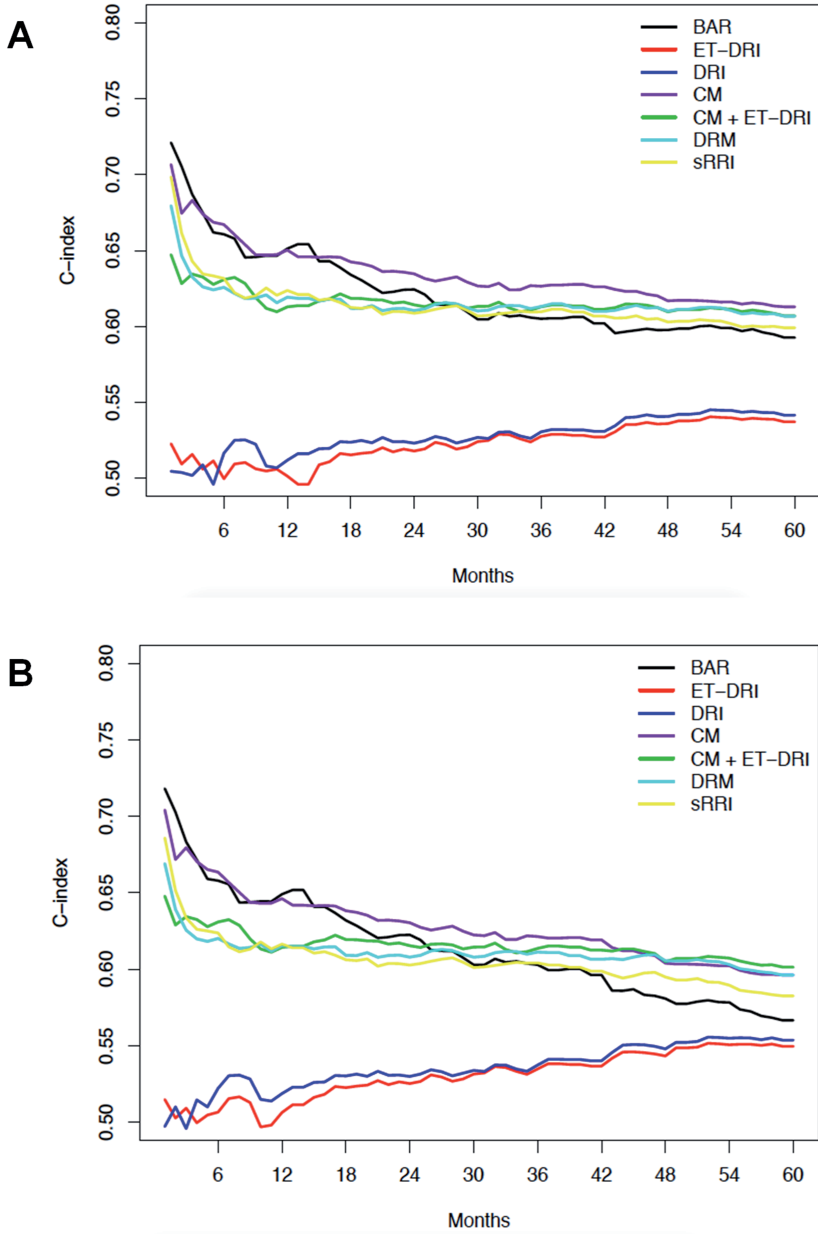 A
C−index
0.80
0.75
0.70
0.65
0.60
0.55
0.50
BAR
ET−DRI
DRI
CM
CM + ET−DRI
DRM
sRRI
6 12 18 24 30 36 42 48 54 60
Months
B
C−index
0.80
0.75
0.70
0.65
0.60
0.55
0.50
BAR
ET−DRI
DRI
CM
CM + ET−DRI
DRM
sRRI
6 12 18 24 30 36 42 48 54 60
Months